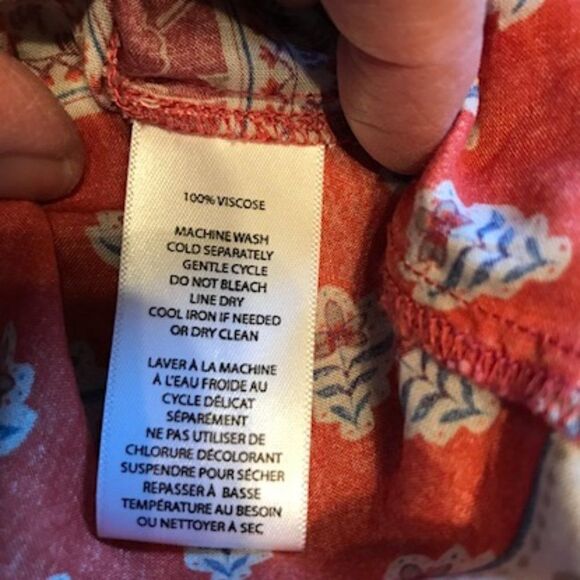 100% VISCOSE
MACHINE WASH
COLD SEPARATELY
GENTLE CYCLE
DO NOT BLEACH
LINE DRY
COOL IRON IF NEEDED
OR DRY CLEAN
LAVER À LA MACHINE
À L'EAU FROIDE AU
CYCLE DÉLICAT
SÉPARÉMENT
NE PAS UTILISER DE
CHLORURE DÉCOLORANT
SUSPENDRE POUR SÉCHER
REPASSER À BASSE
TEMPÉRATURE AU BESOIN
OU NETTOYER À SEC